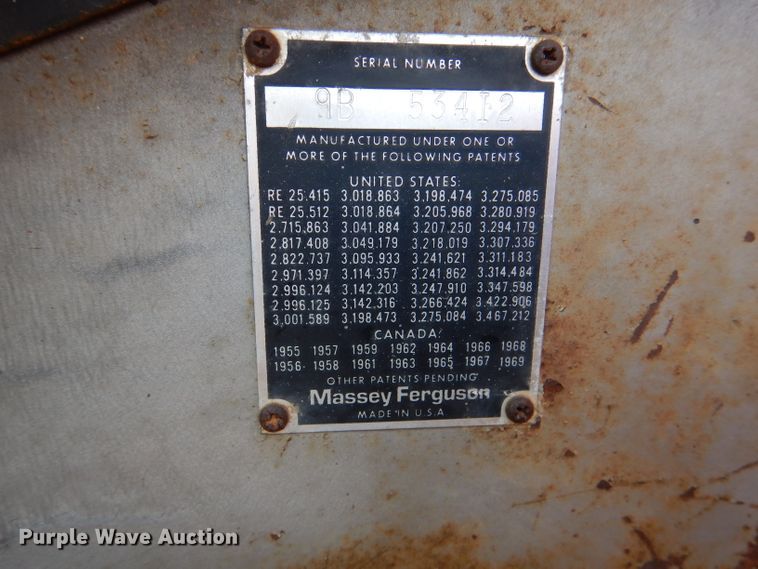 SERIAL NUMBER
9B 53412
MANUFACTURED UNDER ONE OR
MORE OF THE FOLLOWING PATENTS
UNITED STATES:
RE 25.415 3.018.863 3.198.474 3.275.085
RE 25.512 3.018.864 3.205.968 3.280.919
2.715.863 3.041.884 3.207.250 3.294.179
2.817.408 3.049.179 3.218.019 3.307.336
2.822.737 3.095.933 3.241.621 3.311.183
2.971.397 3.114.357 3.241.862 3.314.484
2.996.124 3.142.203 3.247.910 3.347.598
2.996.125 3.142.316 3.266.424 3.422.906
3.001.589 3.198.473 3.275.084 3.467.212
CANADA:
1955 1957 1959 1962 1964 1966 1968
1956 1958 1961 1963 1965 1967 1969
OTHER PATENTS PENDING
Massey Ferguson
MADE IN U.S.A
Purple Wave Auction